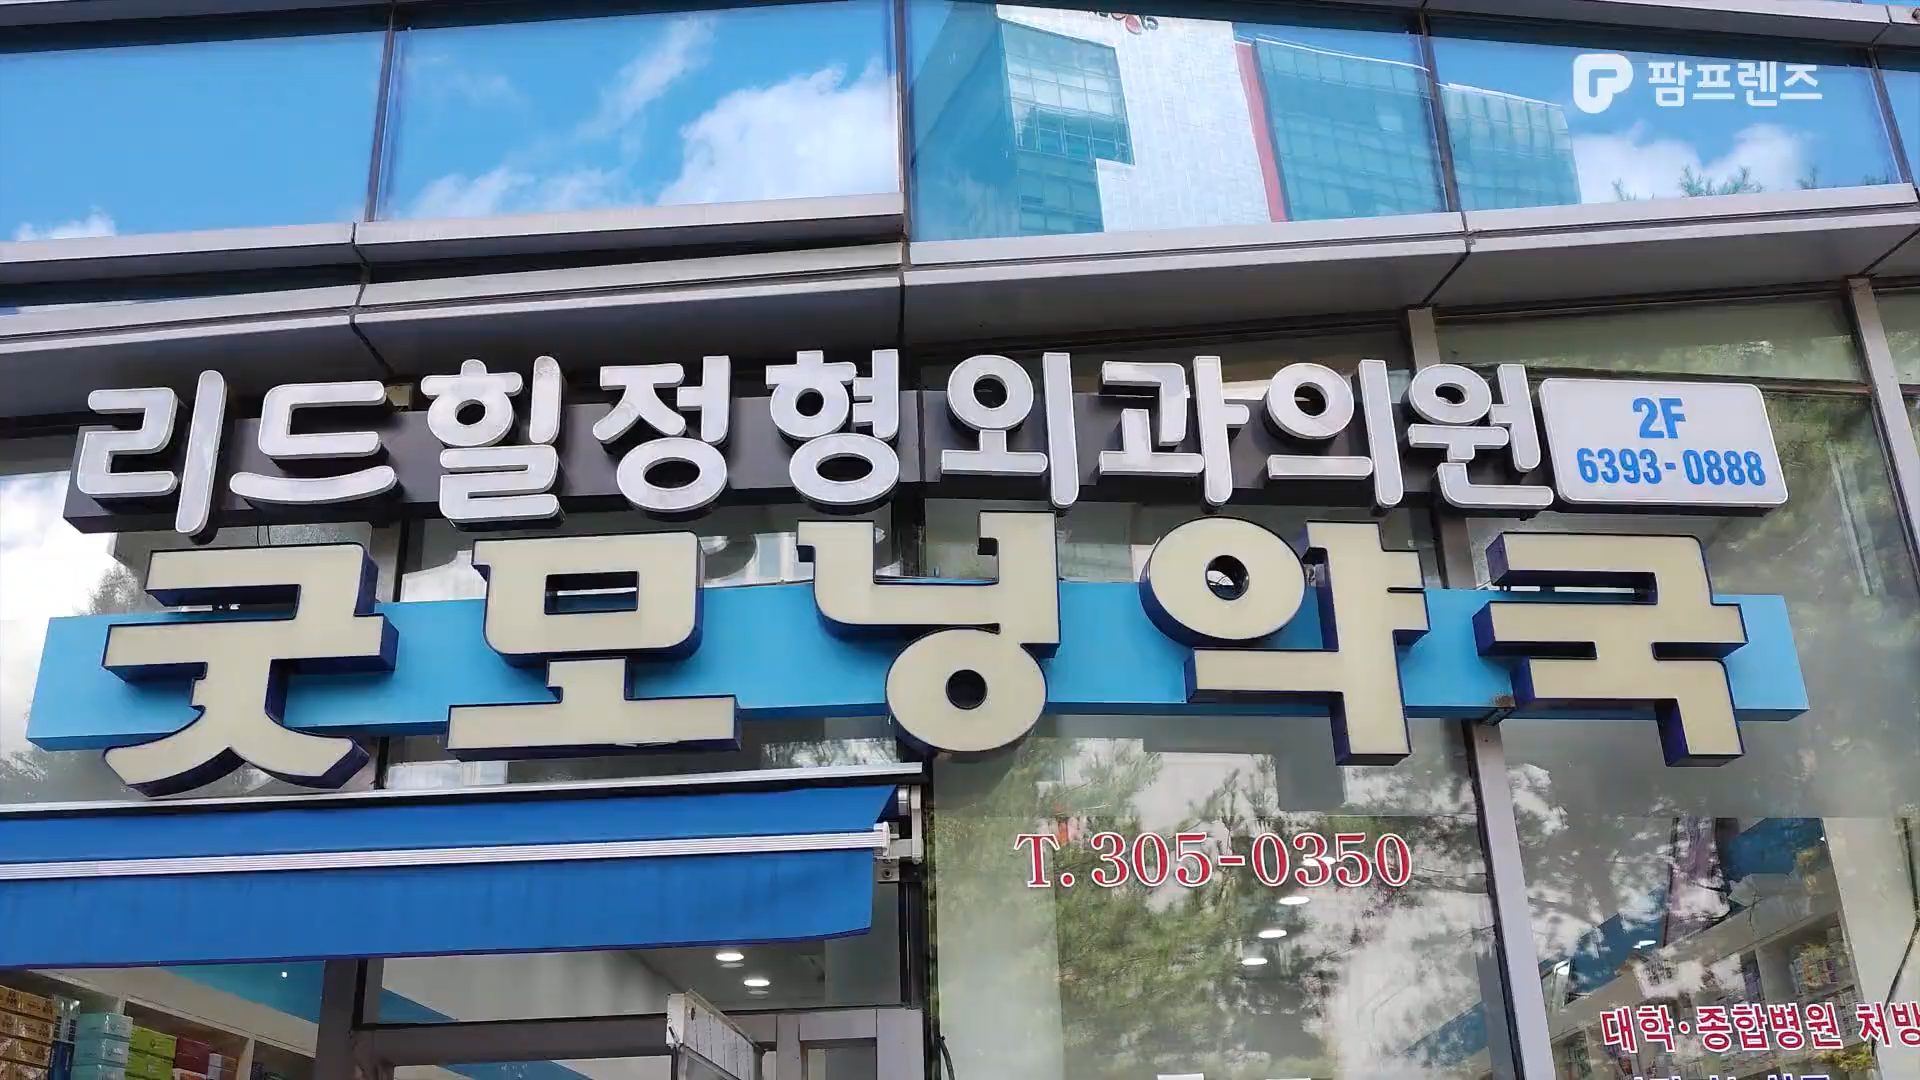 팜프렌즈
리드힐정형외과의원
2F
6393-0888
굿모닝약국
T. 305-0350
대학·종합병원 처방